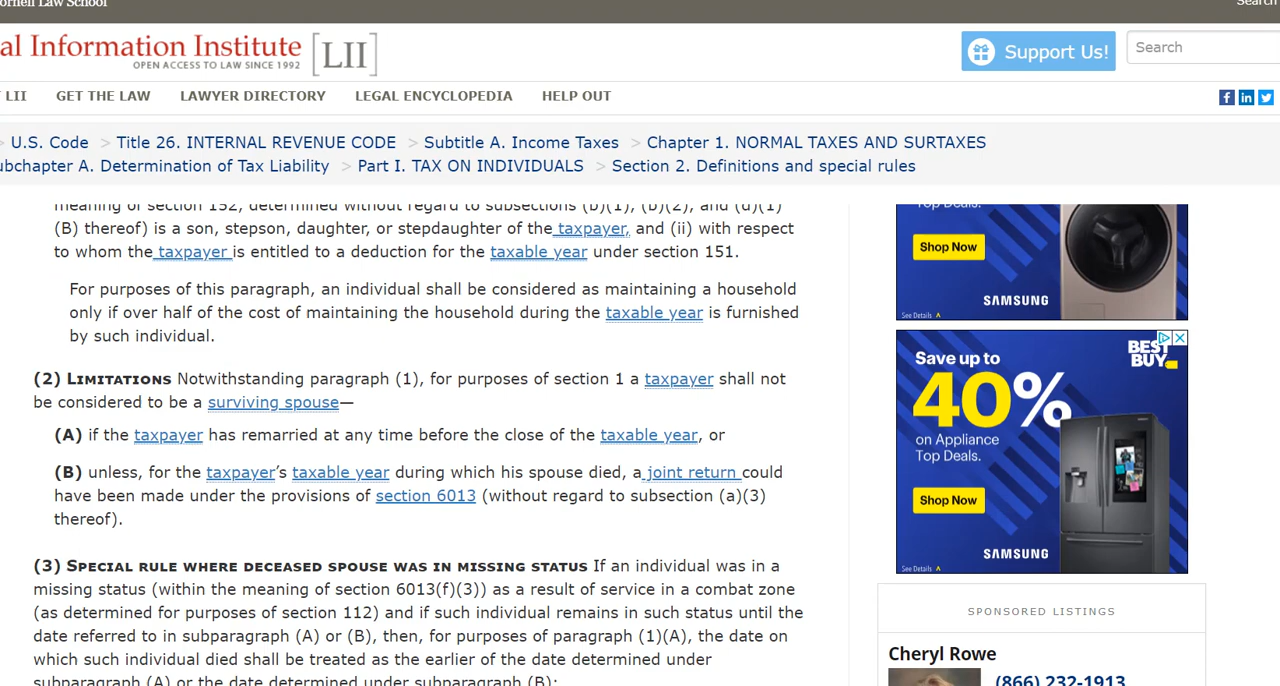 ornell Law School
Search
al Information Institute [LII]
OPEN ACCESS TO LAW SINCE 1992
Support Us!
Search
LII GET THE LAW LAWYER DIRECTORY LEGAL ENCYCLOPEDIA HELP OUT
> U.S. Code > Title 26. INTERNAL REVENUE CODE > Subtitle A. Income Taxes > Chapter 1. NORMAL TAXES AND SURTAXES
ubchapter A. Determination of Tax Liability > Part I. TAX ON INDIVIDUALS > Section 2. Definitions and special rules
meaning of section 152, determined without regard to subsections (b)(1), (b)(2), and (d)(1)
(B) thereof) is a son, stepson, daughter, or stepdaughter of the taxpayer, and (ii) with respect
to whom the taxpayer is entitled to a deduction for the taxable year under section 151.
For purposes of this paragraph, an individual shall be considered as maintaining a household
only if over half of the cost of maintaining the household during the taxable year is furnished
by such individual.
(2) LIMITATIONS Notwithstanding paragraph (1), for purposes of section 1 a taxpayer shall not
be considered to be a surviving spouse—
(A) if the taxpayer has remarried at any time before the close of the taxable year, or
(B) unless, for the taxpayer's taxable year during which his spouse died, a joint return could
have been made under the provisions of section 6013 (without regard to subsection (a)(3)
thereof).
(3) SPECIAL RULE WHERE DECEASED SPOUSE WAS IN MISSING STATUS If an individual was in a
missing status (within the meaning of section 6013(f)(3)) as a result of service in a combat zone
(as determined for purposes of section 112) and if such individual remains in such status until the
date referred to in subparagraph (A) or (B), then, for purposes of paragraph (1)(A), the date on
which such individual died shall be treated as the earlier of the date determined under
subparagraph (A) or the date determined under subparagraph (B):
Top Deals.
Shop Now
SAMSUNG
See Details
BEST BUY
Save up to
40%
on Appliance
Top Deals.
Shop Now
SAMSUNG
See Details
SPONSORED LISTINGS
Cheryl Rowe
(866) 232-1913